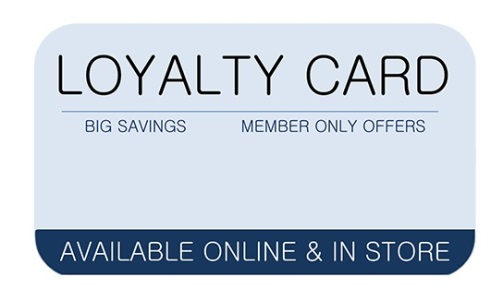 LOYALTY CARD
BIG SAVINGS MEMBER ONLY OFFERS
AVAILABLE ONLINE & IN STORE